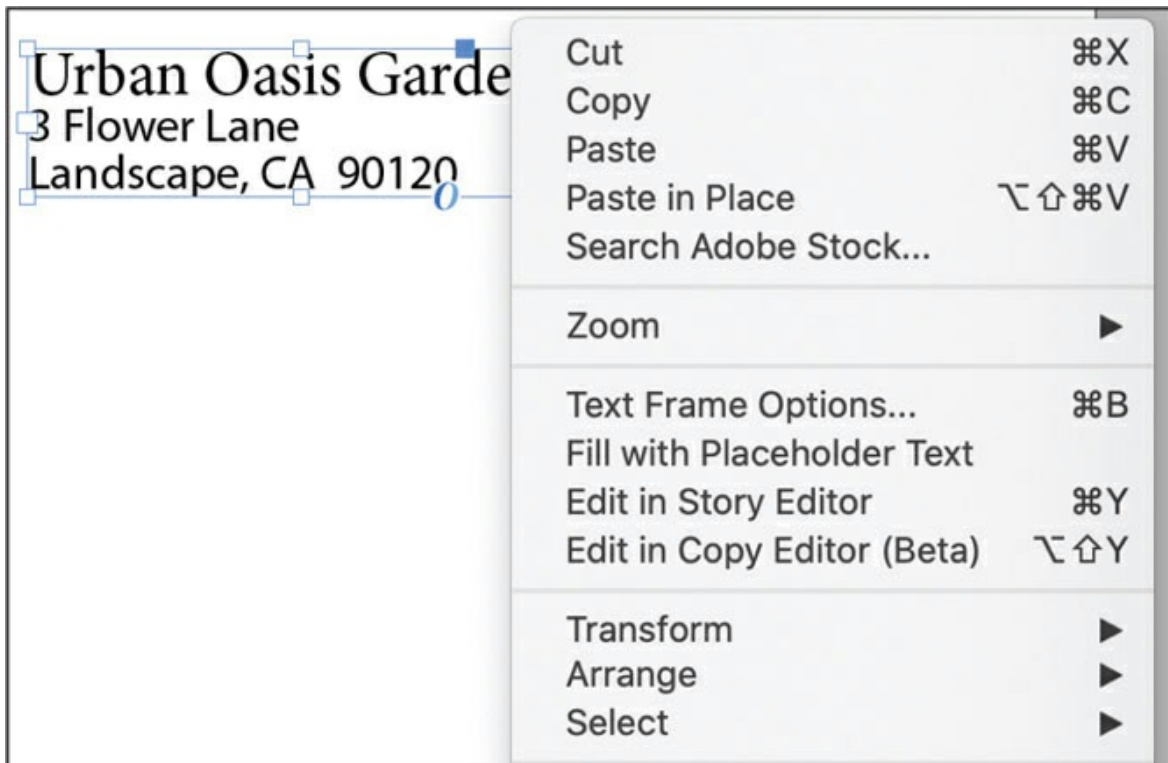 Urban Oasis Garde
3 Flower Lane
Landscape, CA 90120
Cut ⌘X
Copy ⌘C
Paste ⌘V
Paste in Place ⌥⇧⌘V
Search Adobe Stock...
Zoom ▶
Text Frame Options... ⌘B
Fill with Placeholder Text
Edit in Story Editor ⌘Y
Edit in Copy Editor (Beta) ⌥⇧Y
Transform ▶
Arrange ▶
Select ▶